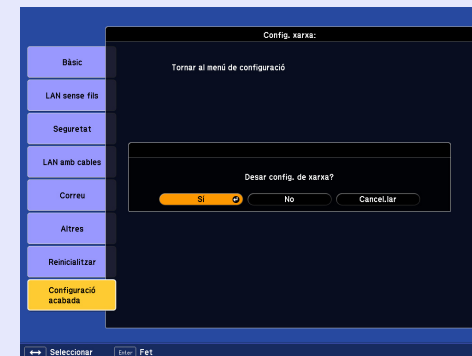 Config. xarxa:
Bàsic
Tornar al menú de configuració
LAN sense fils
Seguretat
LAN amb cables
Desar config. de xarxa?
Sí No Cancel.lar
Correu
Altres
Reinicialitzar
Configuració
acabada
Seleccionar Enter Fet